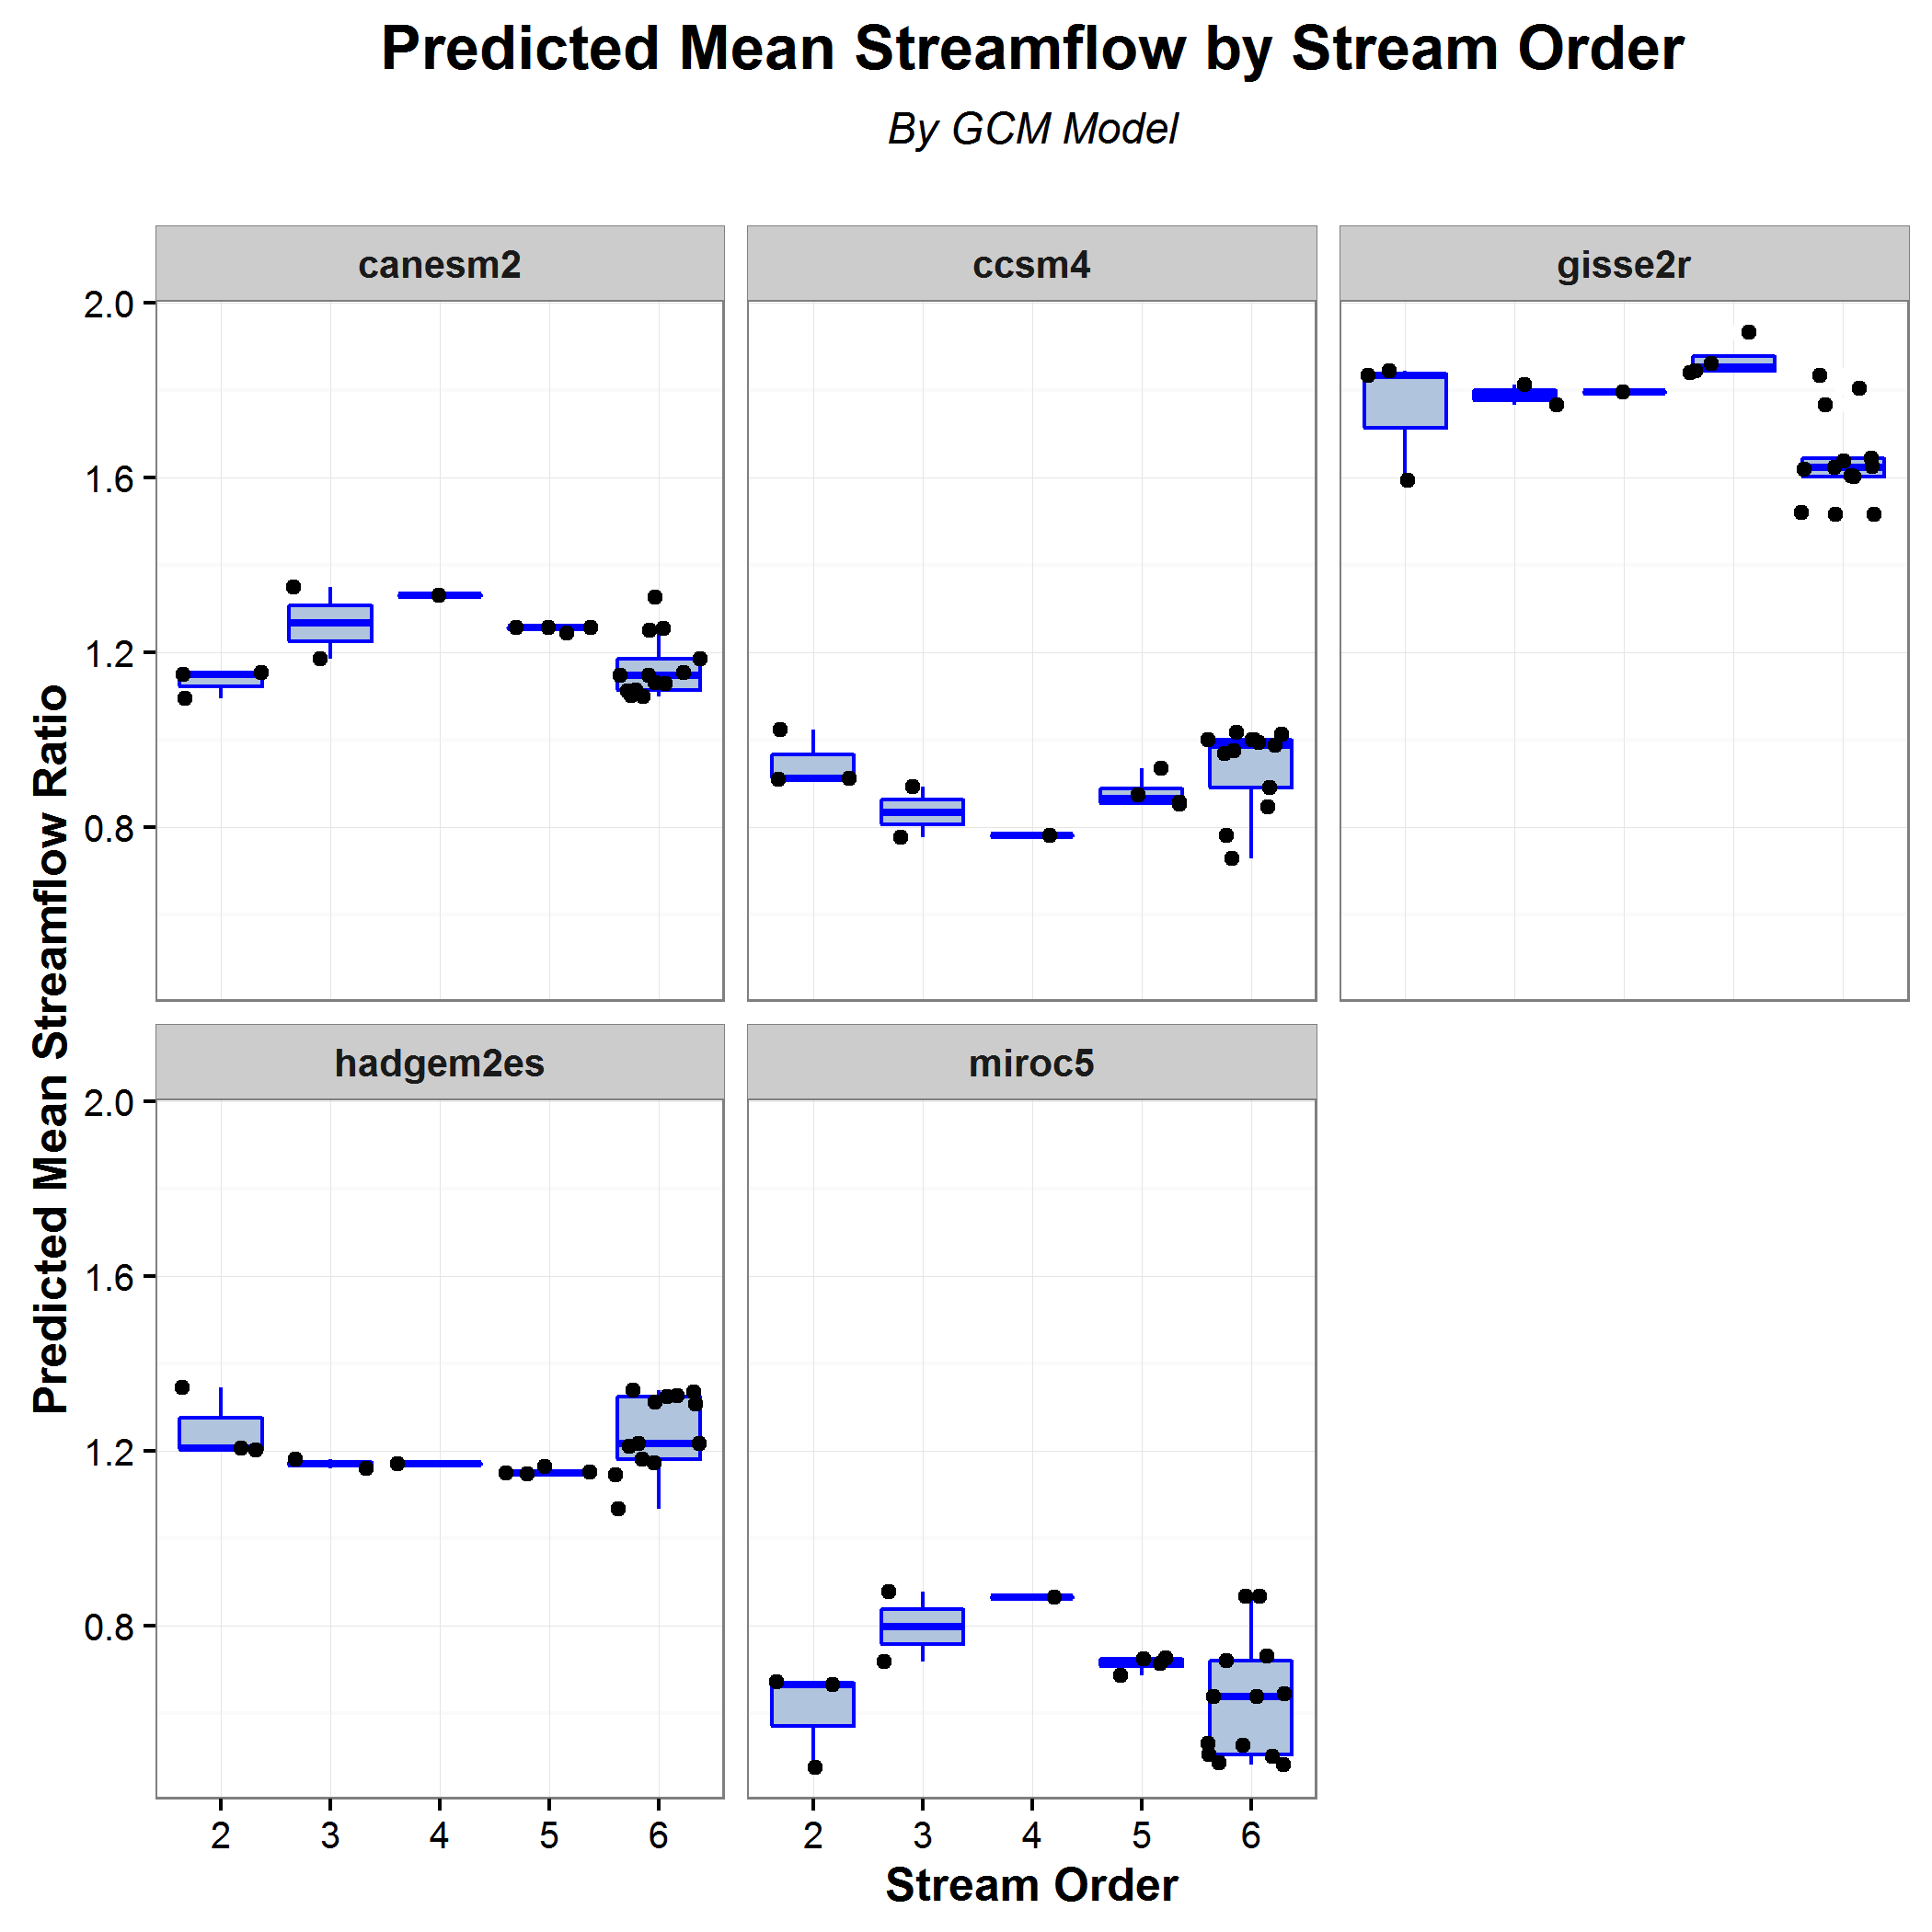 Predicted Mean Streamflow by Stream Order
By GCM Model
canesm2
ccsm4
gisse2r
2.0
1.6
1.2
0.8
hadgem2es
miroc5
2.0
1.6
1.2
0.8
2 3 4 5 6
2 3 4 5 6
Stream Order
Predicted Mean Streamflow Ratio